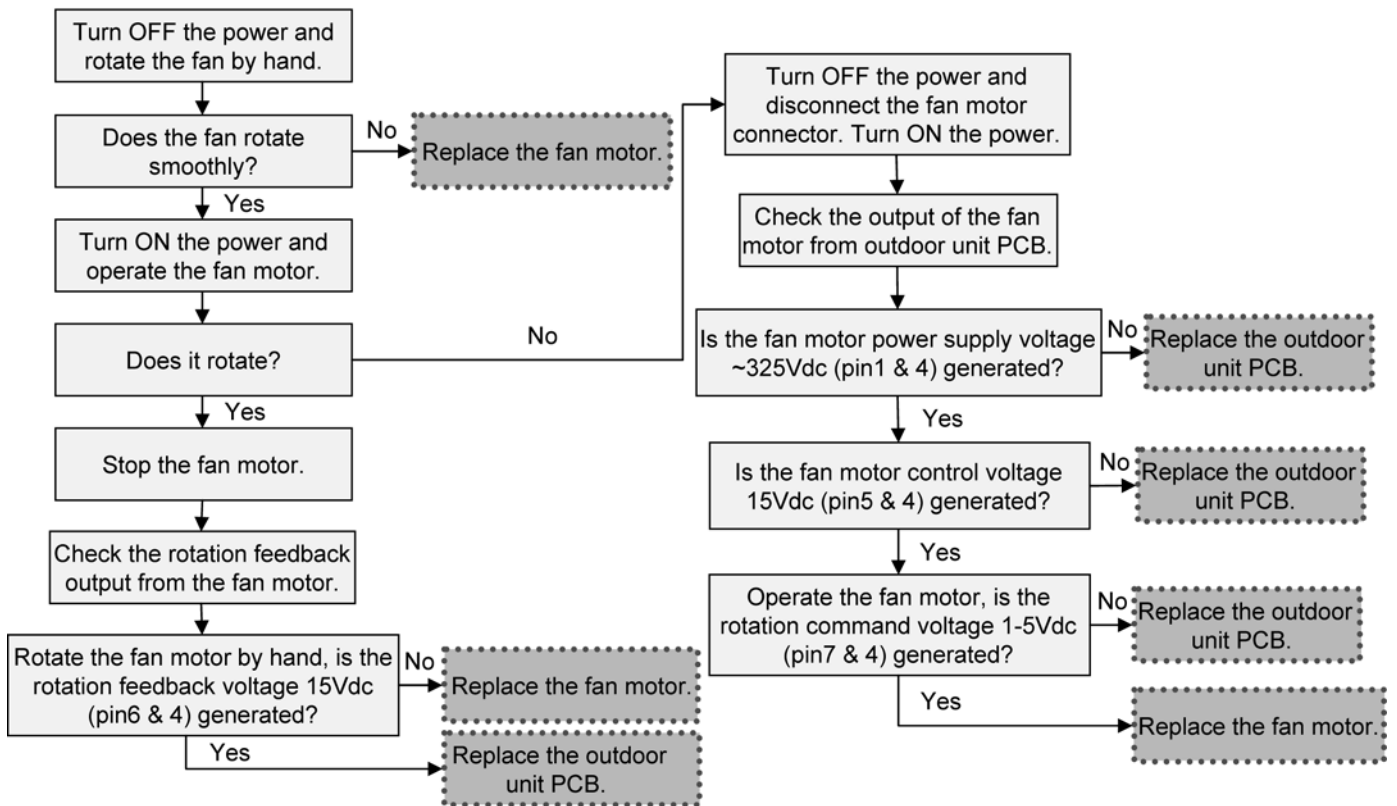 Turn OFF the power and
rotate the fan by hand.
Does the fan rotate
smoothly?
No
Replace the fan motor.
Yes
Turn ON the power and
operate the fan motor.
Does it rotate?
No
Yes
Stop the fan motor.
Check the rotation feedback
output from the fan motor.
Rotate the fan motor by hand, is the
rotation feedback voltage 15Vdc
(pin6 & 4) generated?
No
Replace the fan motor.
Yes
Replace the outdoor
unit PCB.
Turn OFF the power and
disconnect the fan motor
connector. Turn ON the power.
Check the output of the fan
motor from outdoor unit PCB.
Is the fan motor power supply voltage
~325Vdc (pin1 & 4) generated?
No
Replace the outdoor
unit PCB.
Yes
Is the fan motor control voltage
15Vdc (pin5 & 4) generated?
No
Replace the outdoor
unit PCB.
Yes
Operate the fan motor, is the
rotation command voltage 1-5Vdc
(pin7 & 4) generated?
No
Replace the outdoor
unit PCB.
Yes
Replace the fan motor.